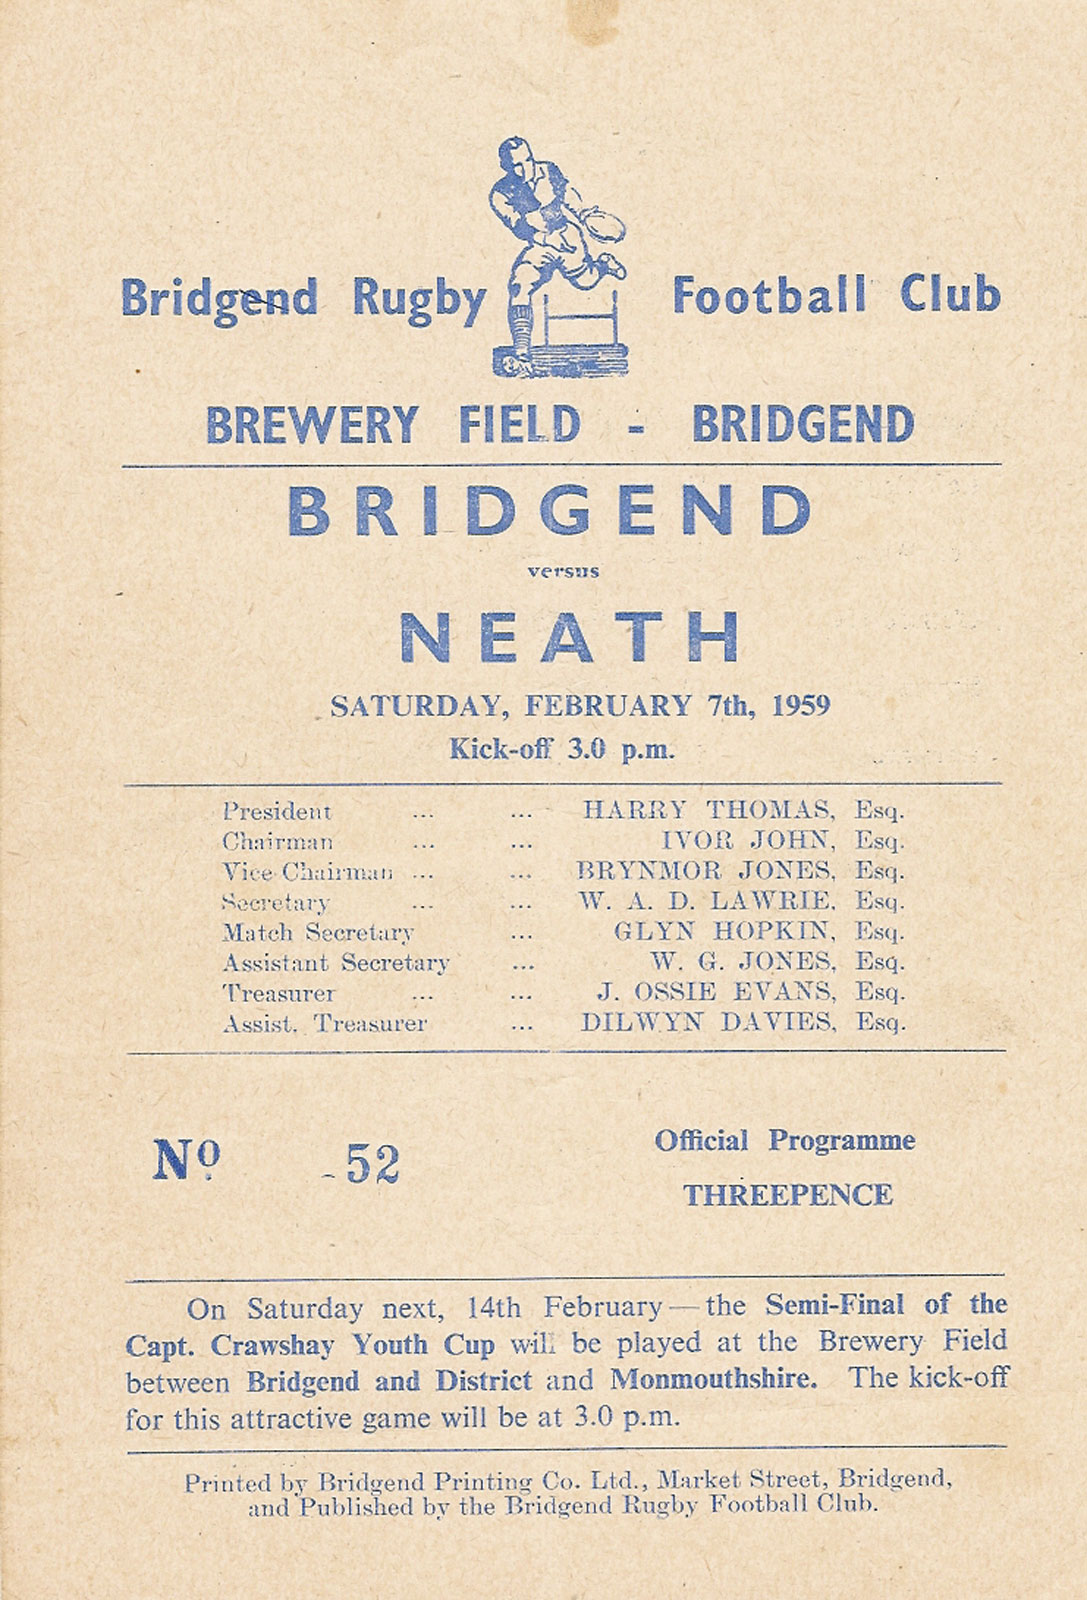 Bridgend Rugby Football Club
BREWERY FIELD - BRIDGEND
BRIDGEND
versus
NEATH
SATURDAY, FEBRUARY 7th, 1959
Kick-off 3.0 p.m.
President ... ... HARRY THOMAS, Esq.
Chairman ... ... IVOR JOHN, Esq.
Vice-Chairman ... ... BRYNMOR JONES, Esq.
Secretary ... ... W. A. D. LAWRIE, Esq.
Match Secretary ... GLYN HOPKIN, Esq.
Assistant Secretary ... W. G. JONES, Esq.
Treasurer ... ... J. OSSIE EVANS, Esq.
Assist. Treasurer ... DILWYN DAVIES, Esq.
Nº 52
Official Programme
THREEPENCE
On Saturday next, 14th February — the Semi-Final of the
Capt. Crawshay Youth Cup will be played at the Brewery Field
between Bridgend and District and Monmouthshire. The kick-off
for this attractive game will be at 3.0 p.m.
Printed by Bridgend Printing Co. Ltd., Market Street, Bridgend,
and Published by the Bridgend Rugby Football Club.